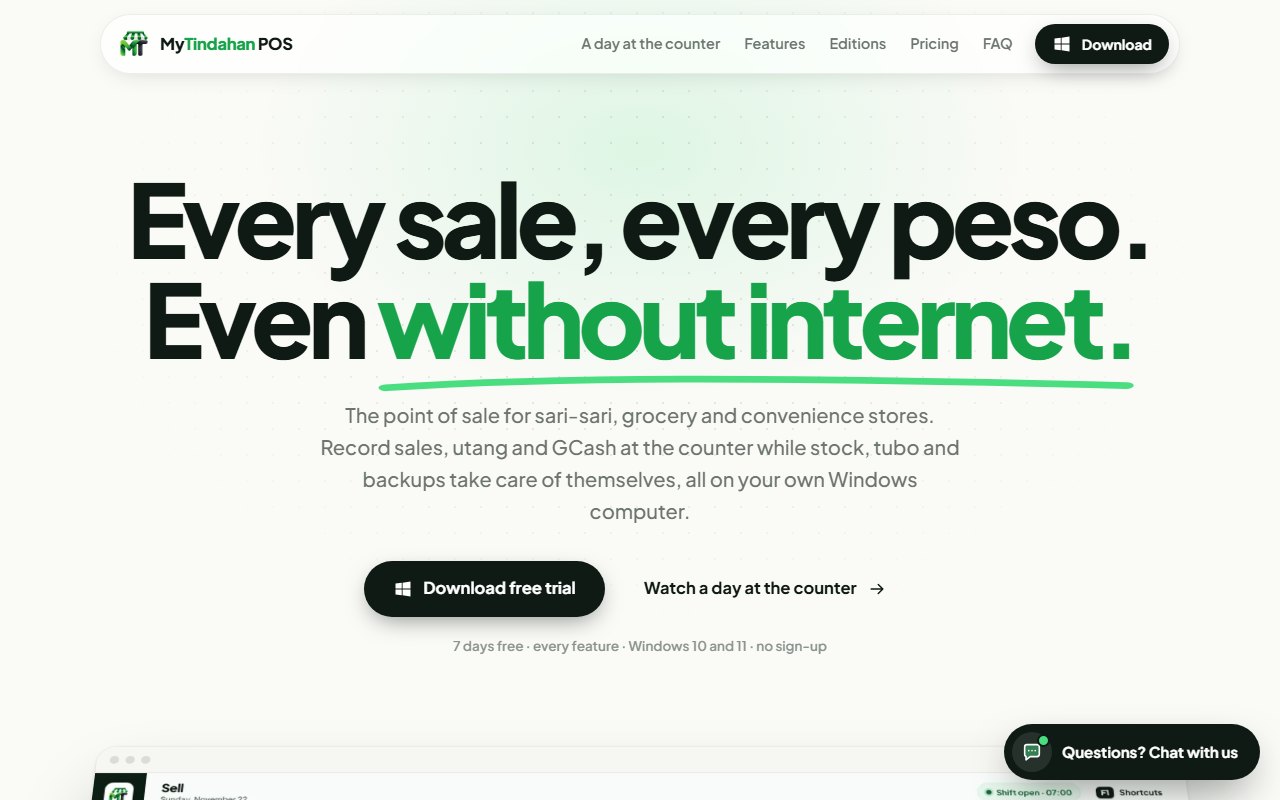 MyTindahan POS
A day at the counter
Features
Editions
Pricing
FAQ
Download
Every sale, every peso.
Even without internet.
The point of sale for sari-sari, grocery and convenience stores.
Record sales, utang and GCash at the counter while stock, tubo and
backups take care of themselves, all on your own Windows
computer.
Download free trial
Watch a day at the counter →
7 days free · every feature · Windows 10 and 11 · no sign-up
Questions? Chat with us
Sell
Sunday, November 22
Shift open · 07:00
F1 Shortcuts